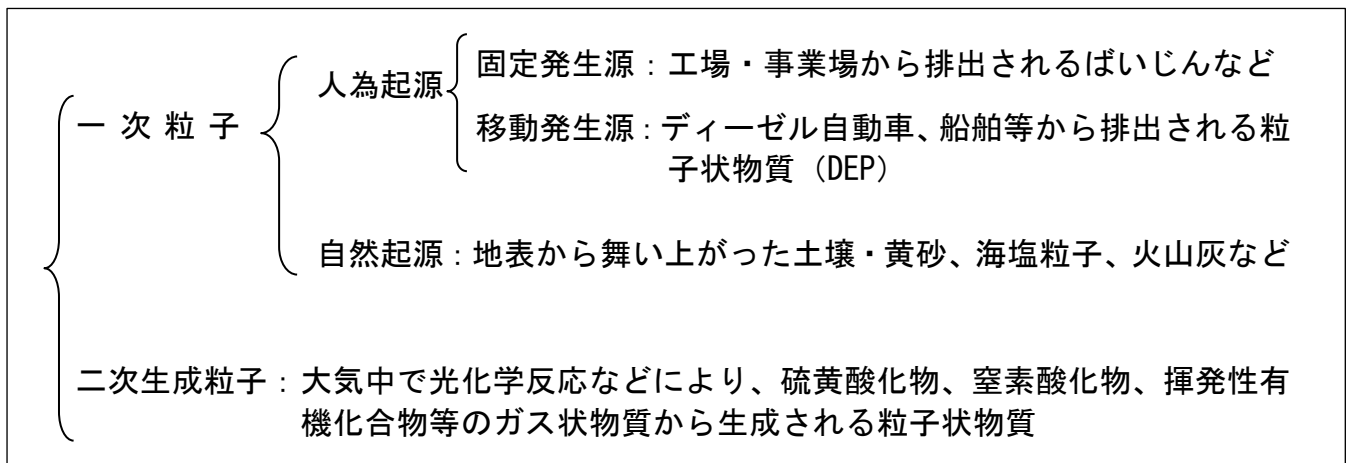 人為起源
固定発生源：工場・事業場から排出されるばいじんなど
一次粒子
移動発生源：ディーゼル自動車、船舶等から排出される粒
子状物質（DEP）
自然起源：地表から舞い上がった土壌・黄砂、海塩粒子、火山灰など
二次生成粒子：大気中で光化学反応などにより、硫黄酸化物、窒素酸化物、揮発性有
機化合物等のガス状物質から生成される粒子状物質